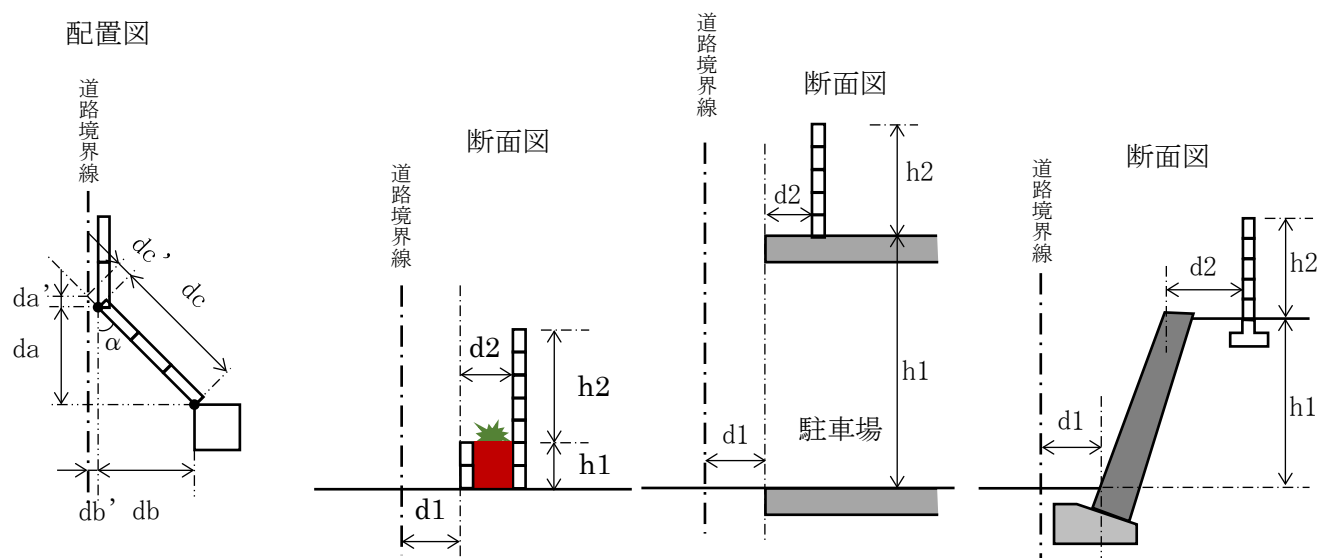 配置図
道路境界線
dc'
dc
da'
da
α
db' db
断面図
道路境界線
d2
h2
h1
d1
道路境界線
断面図
d2
h2
h1
d1
駐車場
断面図
道路境界線
d2
h2
d1
h1